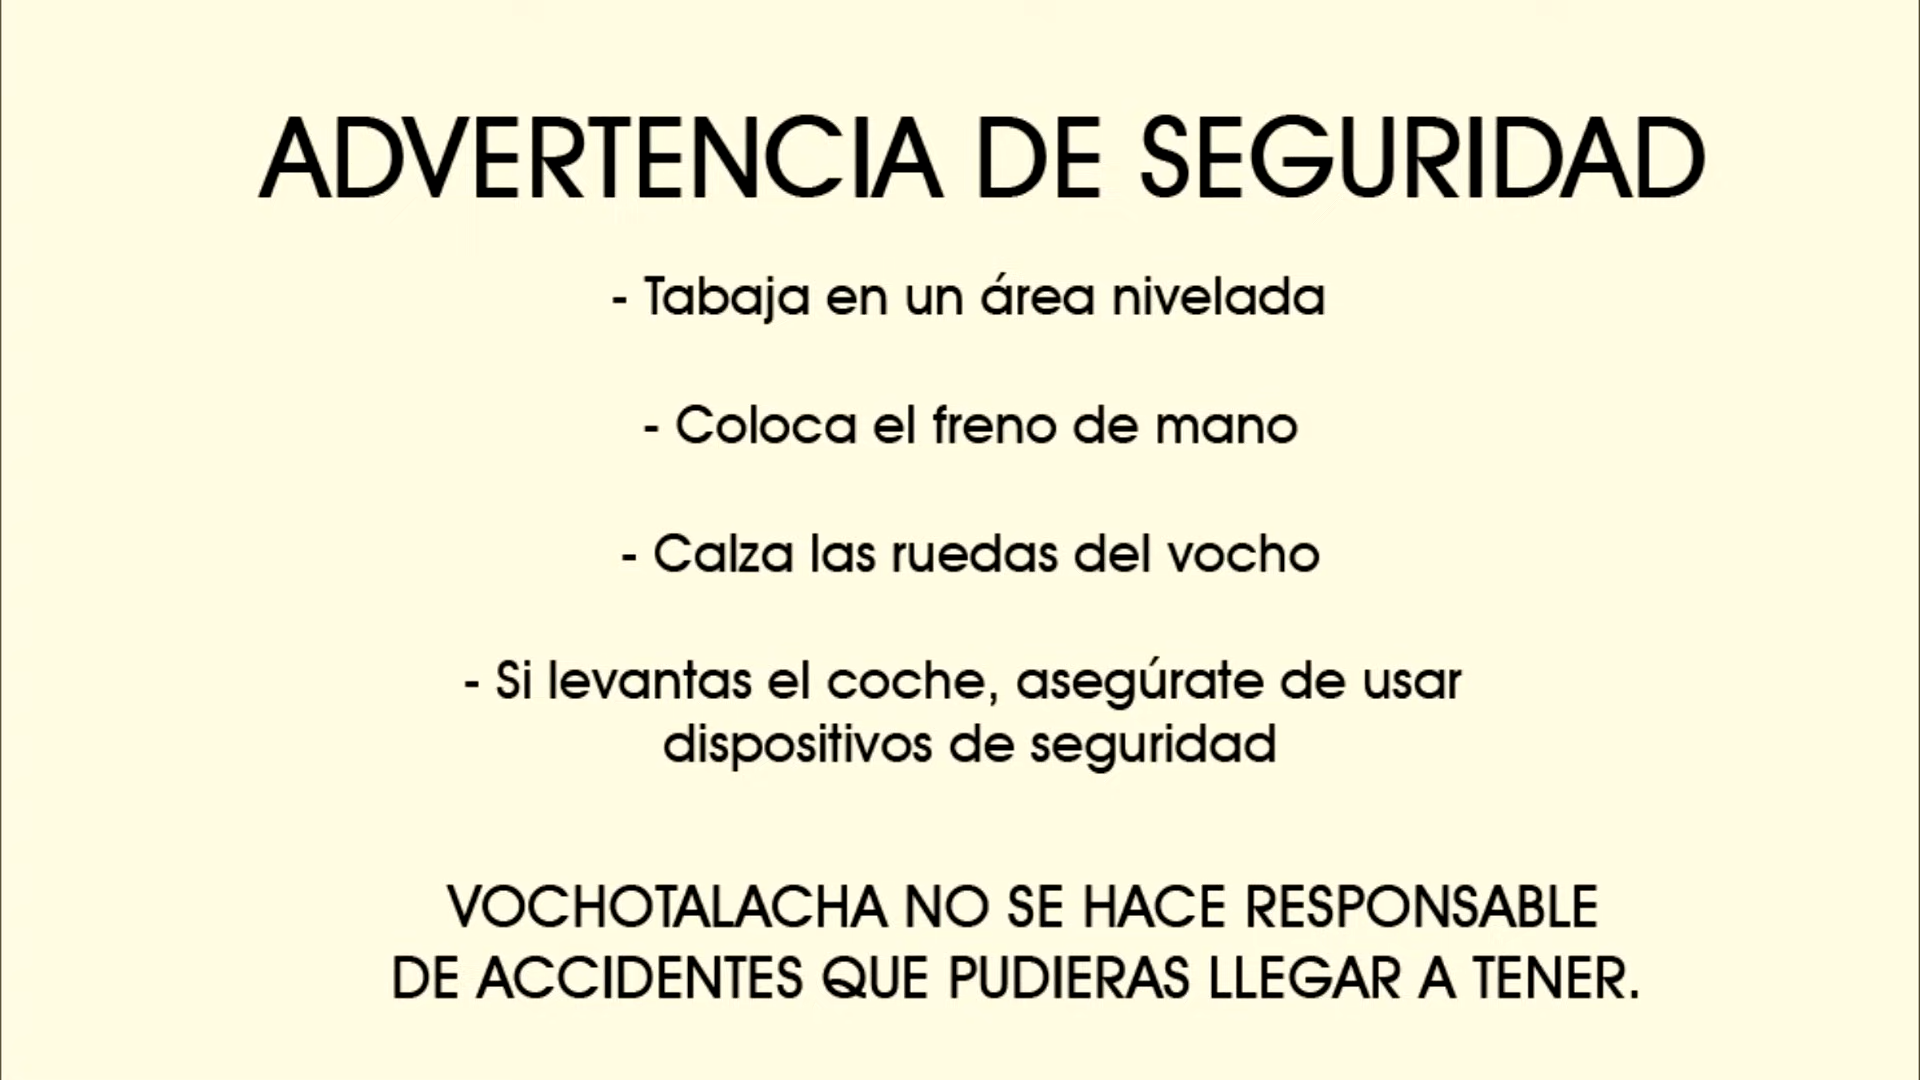 ADVERTENCIA DE SEGURIDAD
- Tabaja en un área nivelada
- Coloca el freno de mano
- Calza las ruedas del vocho
- Si levantas el coche, asegúrate de usar
dispositivos de seguridad
VOCHOTALACHA NO SE HACE RESPONSABLE
DE ACCIDENTES QUE PUDIERAS LLEGAR A TENER.